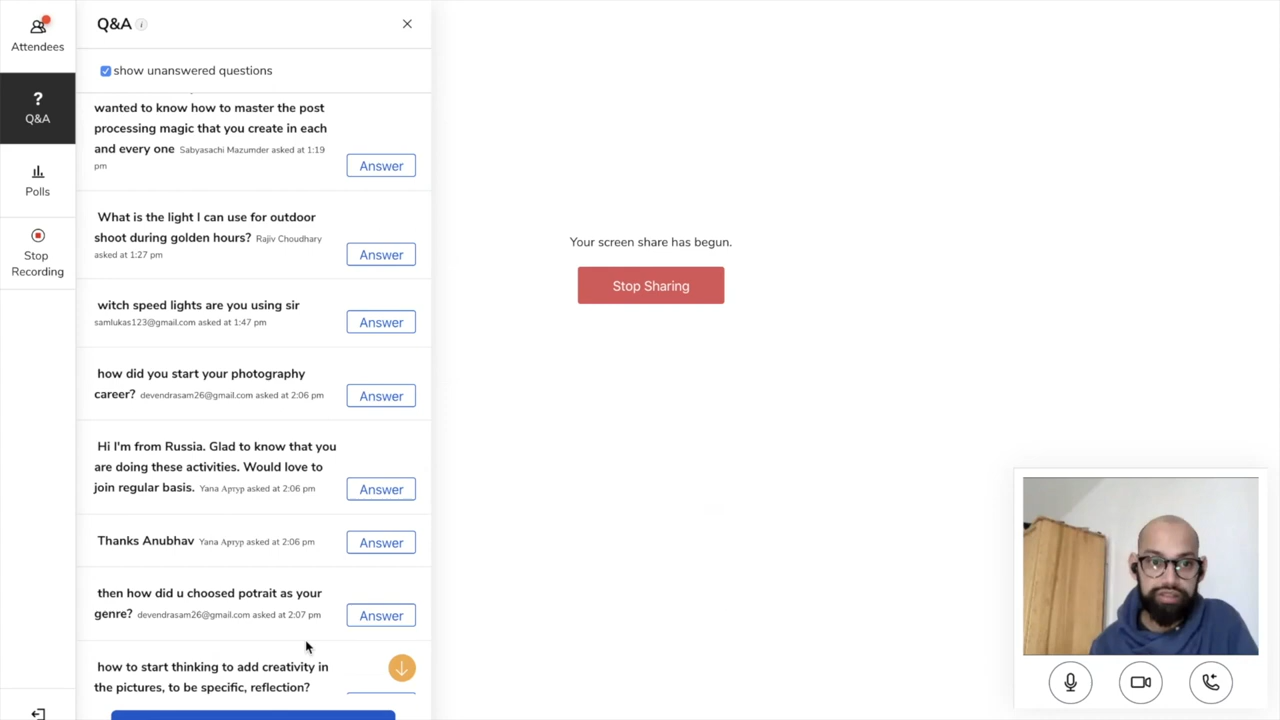 Attendees
?
Q&A
Polls
Stop
Recording
Q&A i
show unanswered questions
wanted to know how to master the post
processing magic that you create in each
and every one Sabyasachi Mazumder asked at 1:19
pm
Answer
What is the light I can use for outdoor
shoot during golden hours? Rajiv Choudhary
asked at 1:27 pm
Answer
witch speed lights are you using sir
samlukas123@gmail.com asked at 1:47 pm
Answer
how did you start your photography
career? devendrasam26@gmail.com asked at 2:06 pm
Answer
Hi I'm from Russia. Glad to know that you
are doing these activities. Would love to
join regular basis. Yana Артур asked at 2:06 pm
Answer
Thanks Anubhav Yana Артур asked at 2:06 pm
Answer
then how did u choosed potrait as your
genre? devendrasam26@gmail.com asked at 2:07 pm
Answer
how to start thinking to add creativity in
the pictures, to be specific, reflection?
Your screen share has begun.
Stop Sharing